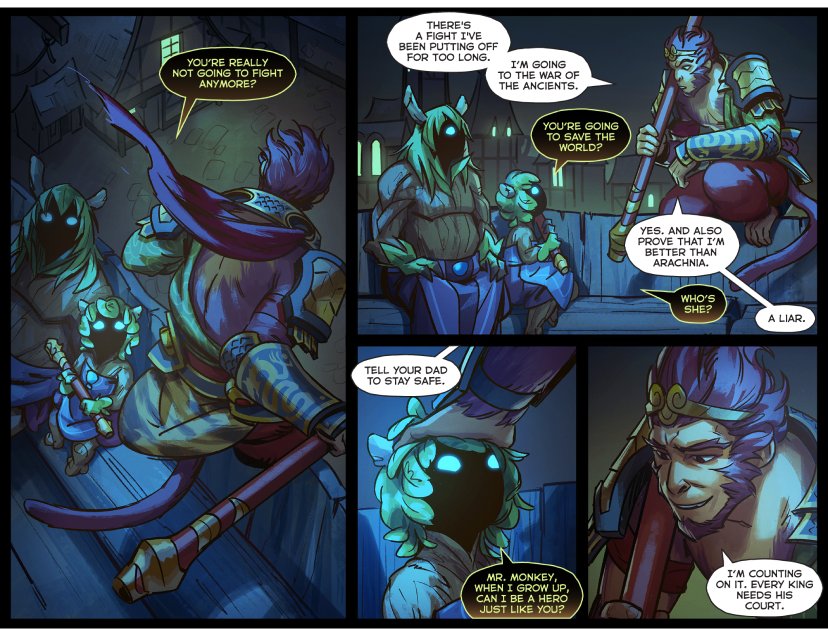 YOU'RE REALLY
NOT GOING TO FIGHT
ANYMORE?
THERE'S
A FIGHT I'VE
BEEN PUTTING OFF
FOR TOO LONG.
I'M GOING
TO THE WAR OF THE
ANCIENTS.
YOU'RE GOING
TO SAVE THE
WORLD?
YES. AND ALSO
PROVE THAT I'M
BETTER THAN
ARACHNIA.
WHO'S
SHE?
A LIAR.
TELL YOUR DAD
TO STAY SAFE.
MR. MONKEY,
WHEN I GROW UP,
CAN I BE A HERO
JUST LIKE YOU?
I'M COUNTING
ON IT. EVERY KING
NEEDS HIS
COURT.